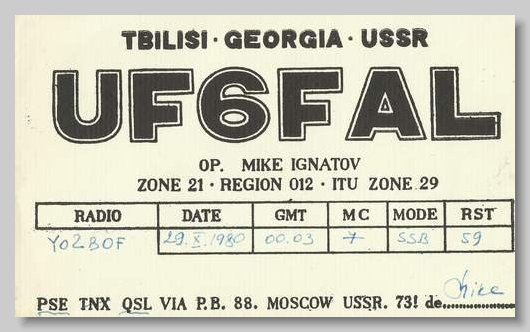 TBILISI · GEORGIA · USSR
UF6FAL
OP. MIKE IGNATOV
ZONE 21 · REGION 012 · ITU ZONE 29
RADIO DATE GMT MC MODE RST
YO2BOF 29.X.1980 00.03 7 SSB 59
PSE TNX QSL VIA P.B. 88. MOSCOW USSR. 73! de............
Mike